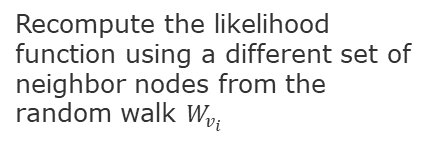 Recompute the likelihood
function using a different set of
neighbor nodes from the
random walk $W_{v_i}$